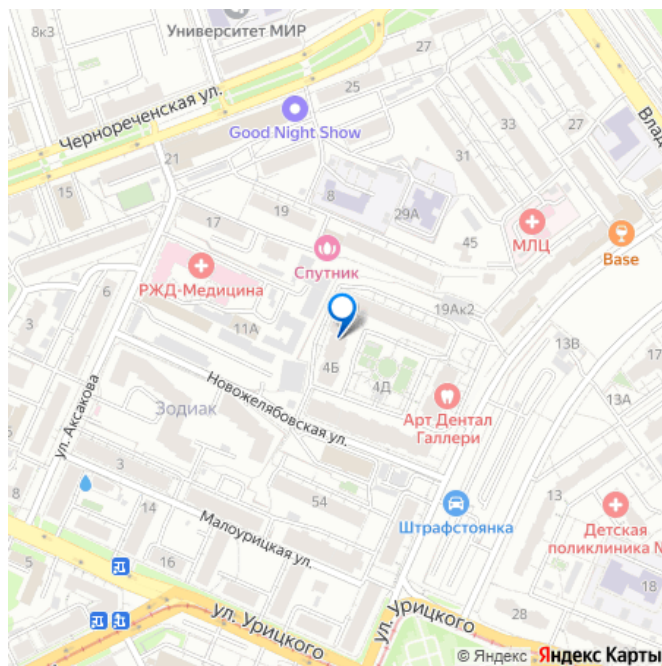 8к3
Университет МИР
27
Чернореченская ул.
25
Good Night Show
33
27
Влад
31
21
15
8
19
17
29А
45
МЛЦ
Base
Спутник
РЖД-Медицина
6
3
11А
19Ак2
13В
4Б
4Д
13А
ул. Аксакова
Зодиак
Новожелябовская ул.
Арт Дентал
Галлери
3
8
14
54
13
Штрафстоянка
Детская
поликлиника №
Малоурицкая ул.
5
16
18
ул. Урицкого
ул. Урицкого
28
© Яндекс Яндекс Карты